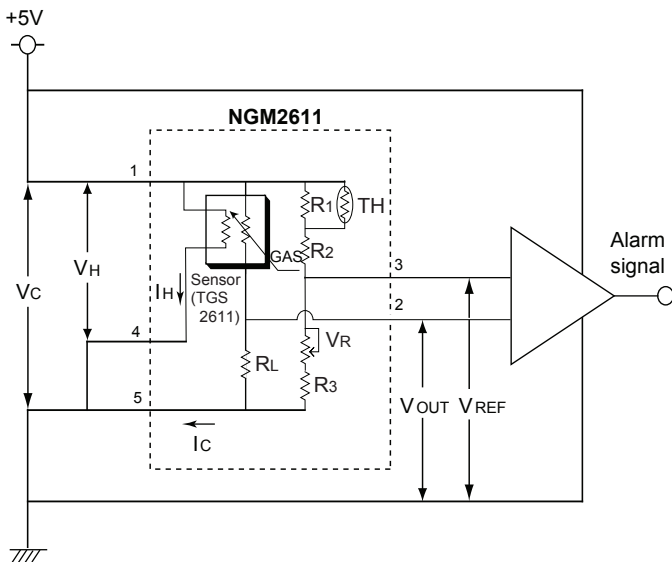 +5V
NGM2611
1
R1
TH
R2
GAS
Sensor
(TGS
2611)
3
Alarm
signal
VH
VC
IH
2
4
VR
RL
R3
5
IC
VOUT
VREF